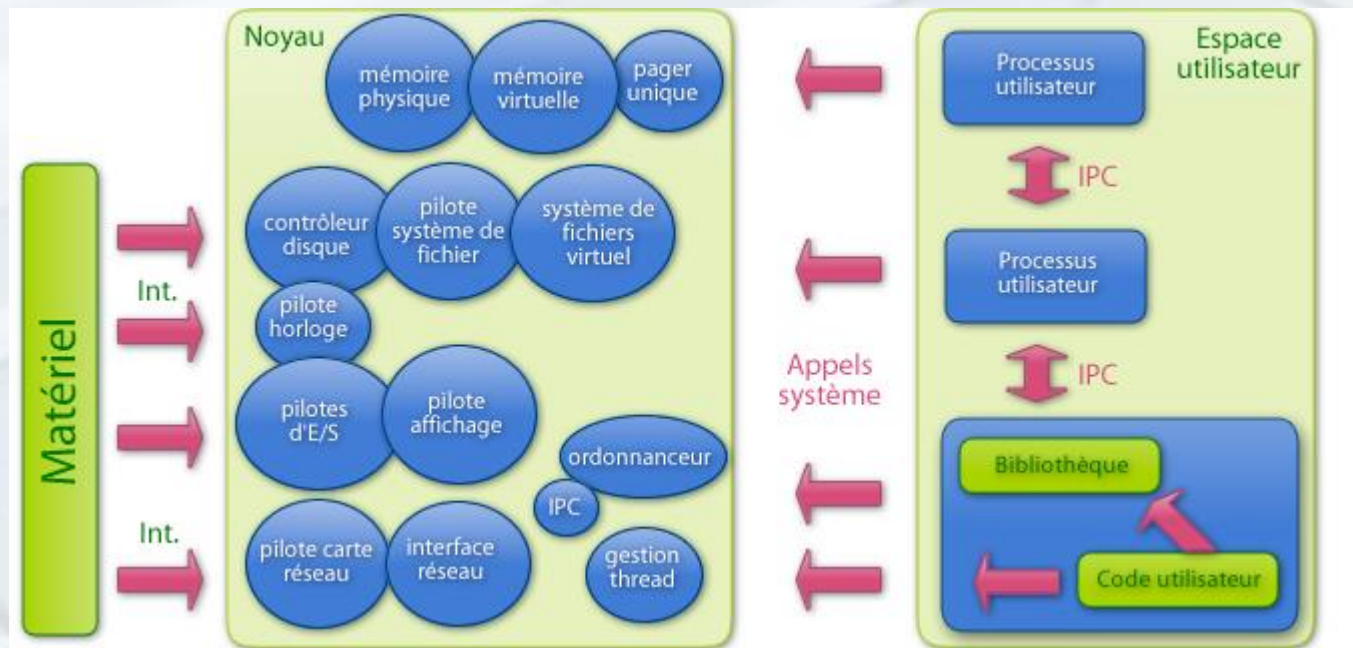 Noyau
mémoire
physique
mémoire
virtuelle
pager
unique
contrôleur
disque
pilote
système de
fichier
système de
fichiers
virtuel
pilote
horloge
pilotes
d'E/S
pilote
affichage
ordonnanceur
IPC
pilote carte
réseau
interface
réseau
gestion
thread
Matériel
Int.
Int.
Appels
système
Espace
utilisateur
Processus
utilisateur
IPC
Processus
utilisateur
IPC
Bibliothèque
Code utilisateur